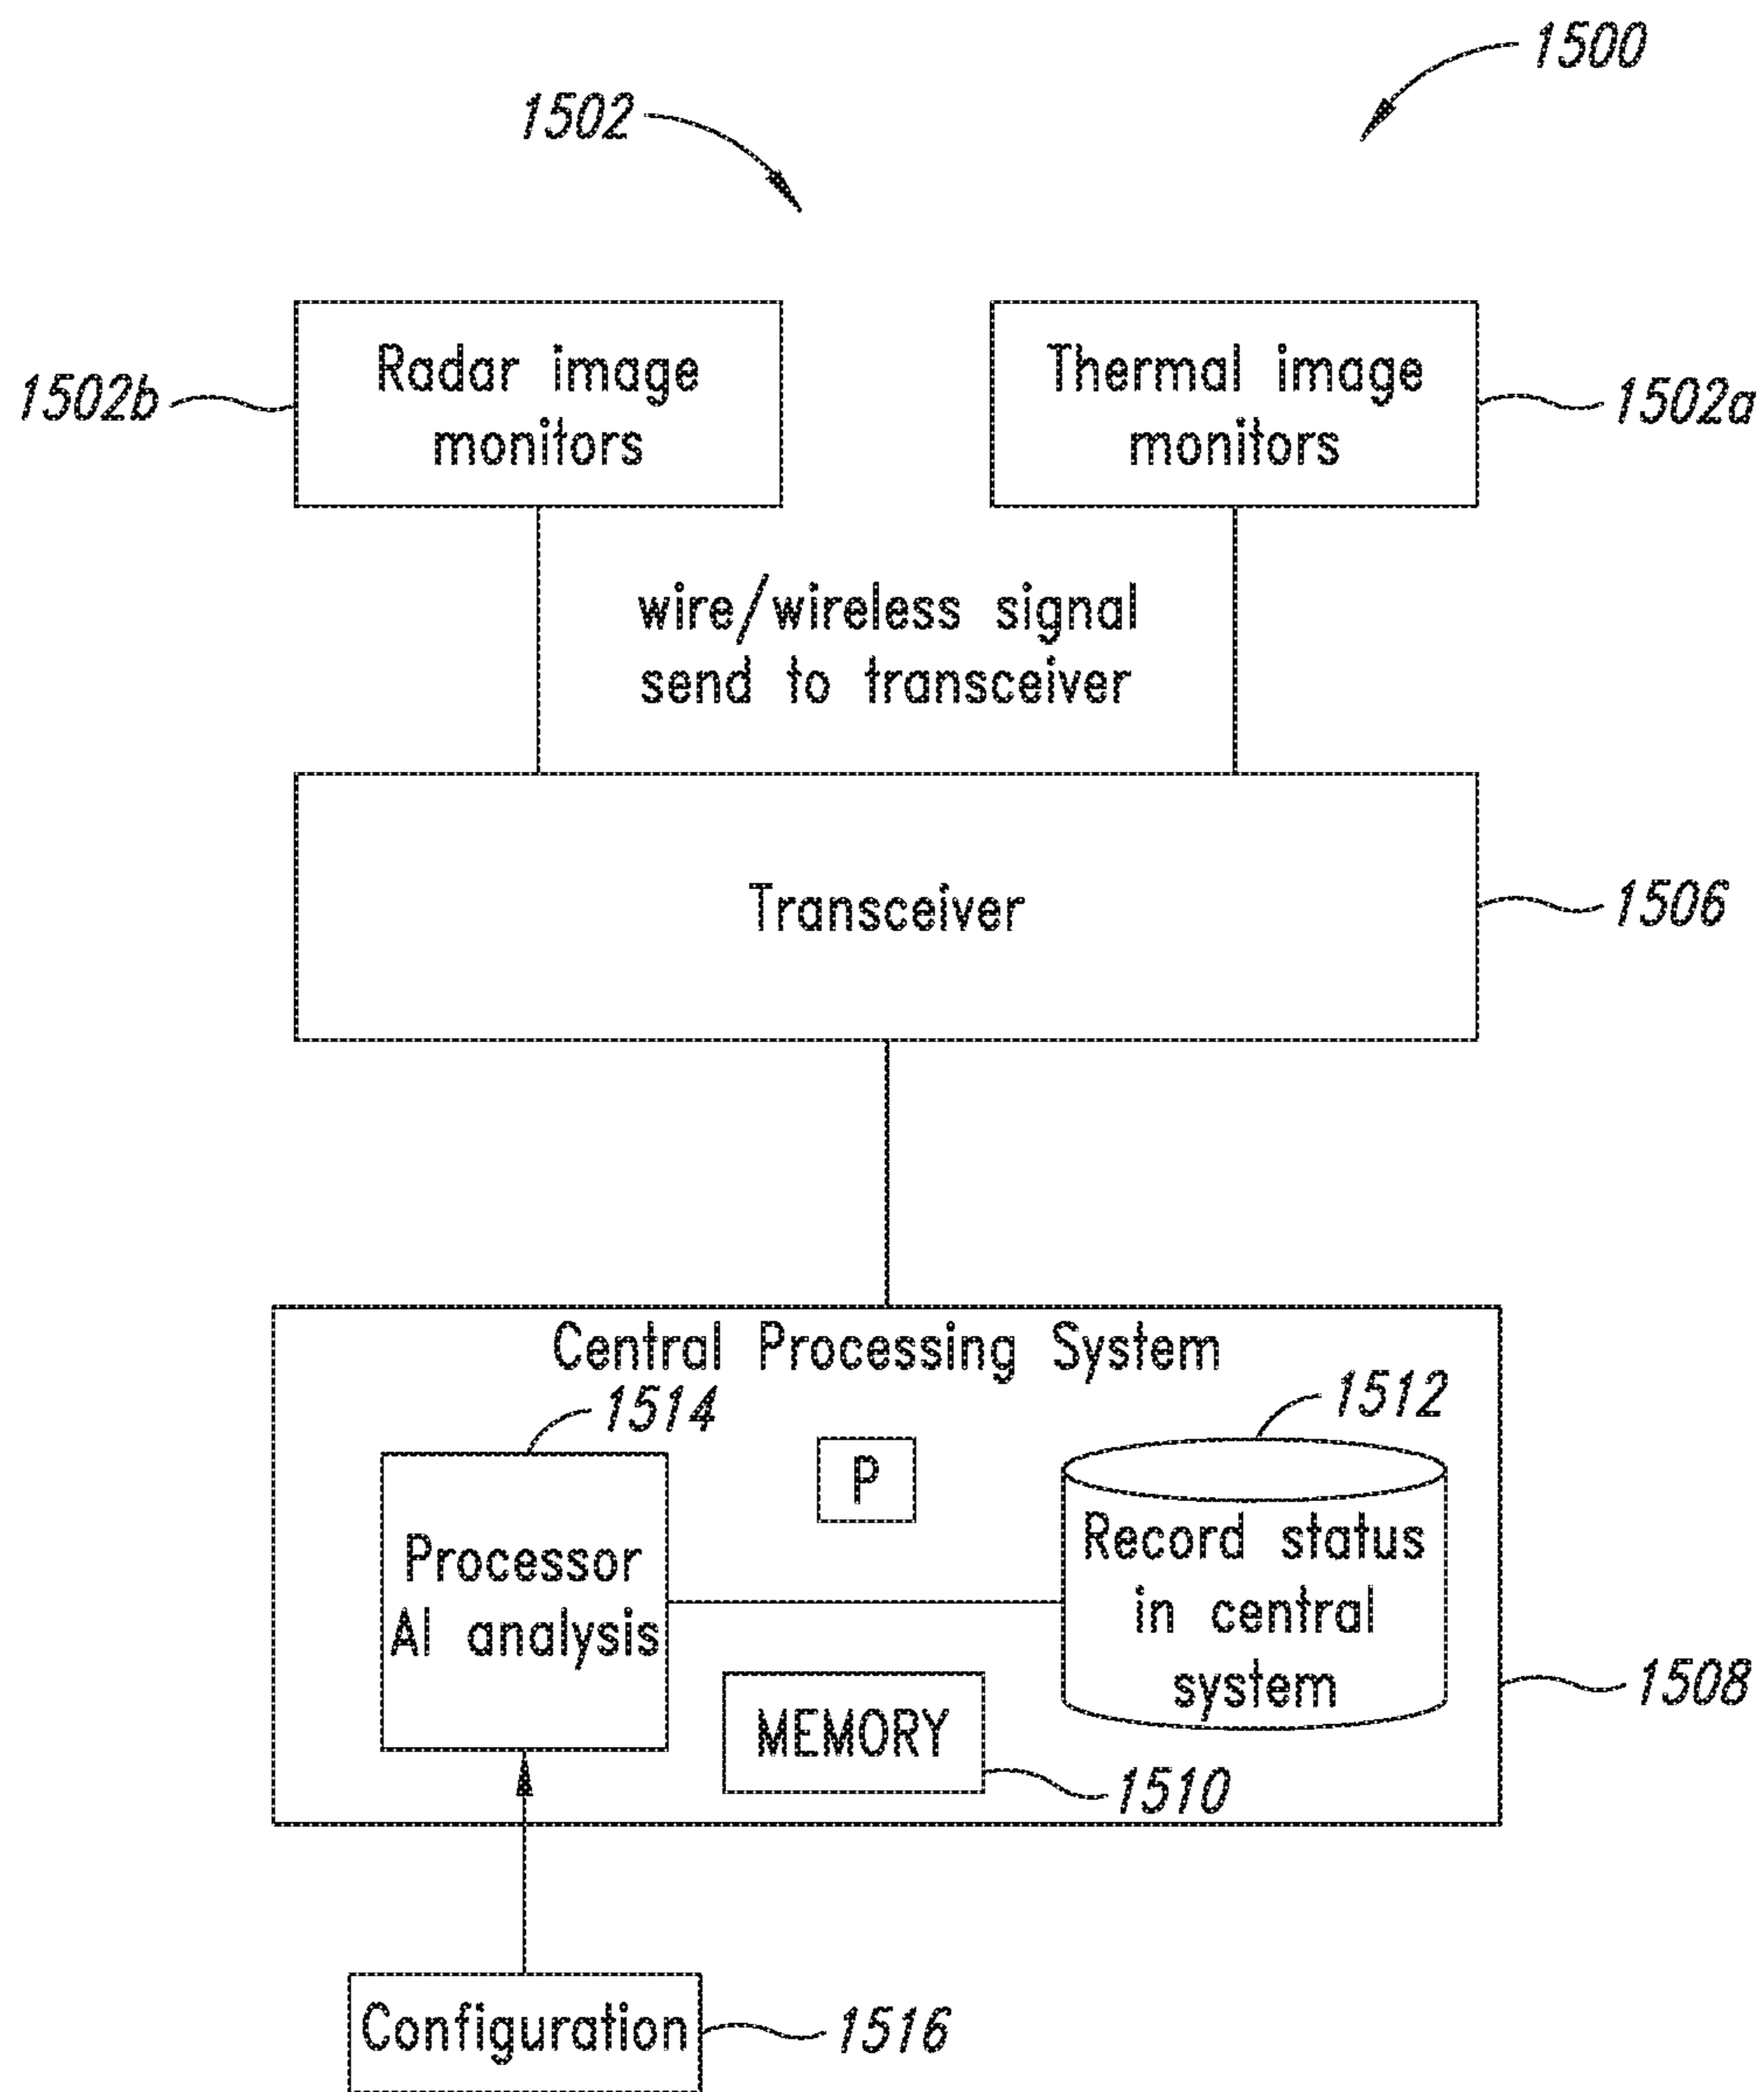 1500
1502
Radar image
monitors
1502b
Thermal image
monitors
1502a
wire/wireless signal
send to transceiver
Transceiver
1506
Central Processing System
1514
1512
P
Processor
AI analysis
Record status
in central
system
MEMORY
1510
1508
Configuration
1516